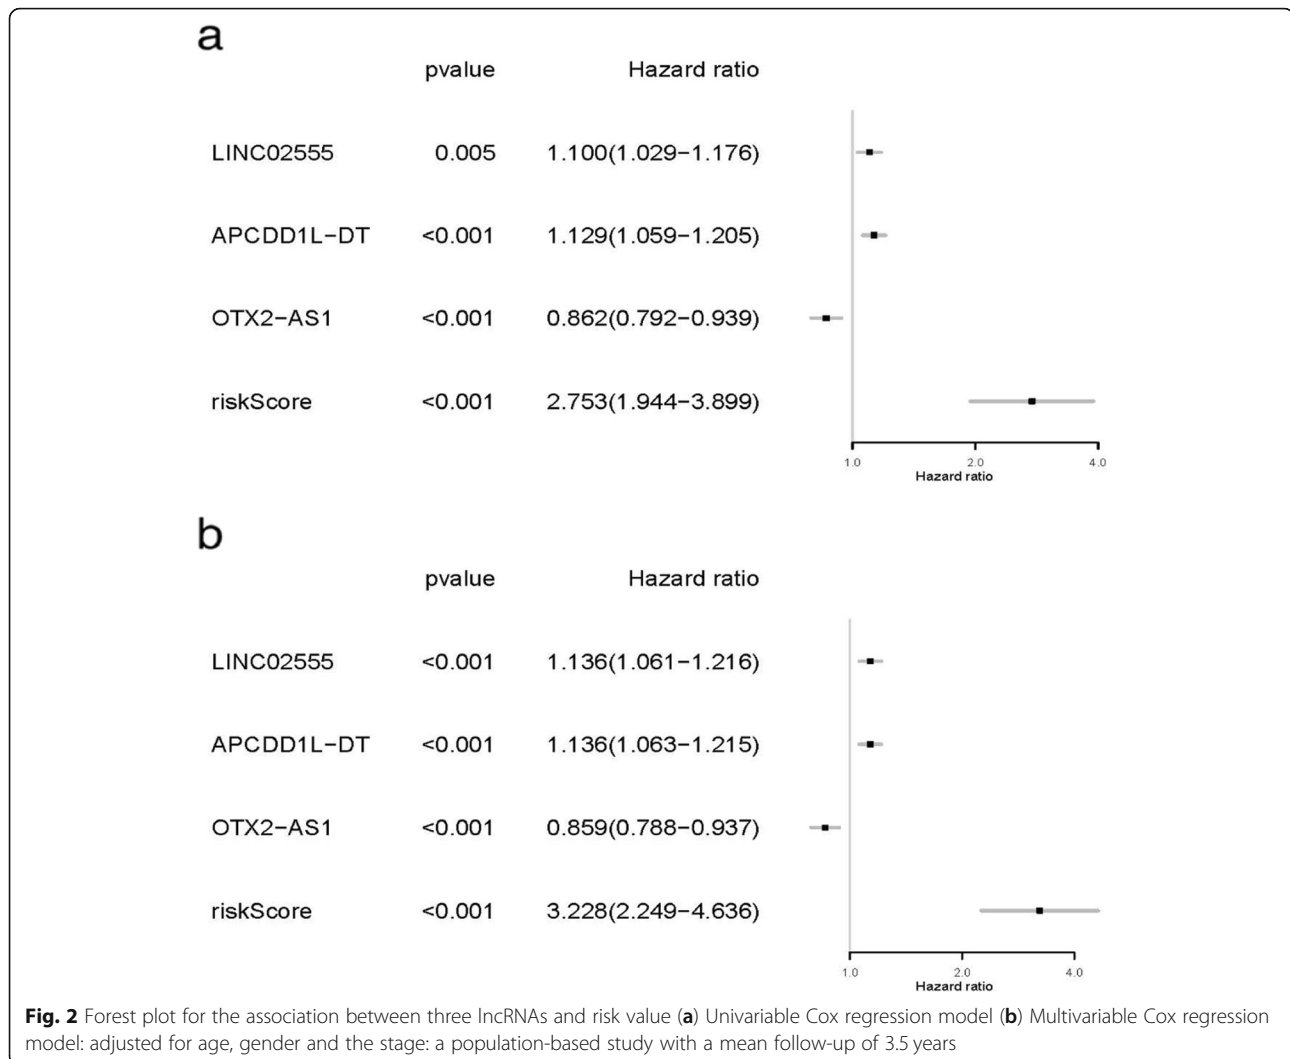 a
pvalue Hazard ratio
LINC02555 0.005 1.100(1.029−1.176)
APCDD1L−DT <0.001 1.129(1.059−1.205)
OTX2−AS1 <0.001 0.862(0.792−0.939)
riskScore <0.001 2.753(1.944−3.899)
1.0 2.0 4.0
Hazard ratio
b
pvalue Hazard ratio
LINC02555 <0.001 1.136(1.061−1.216)
APCDD1L−DT <0.001 1.136(1.063−1.215)
OTX2−AS1 <0.001 0.859(0.788−0.937)
riskScore <0.001 3.228(2.249−4.636)
1.0 2.0 4.0
Hazard ratio
Fig. 2 Forest plot for the association between three lncRNAs and risk value (a) Univariable Cox regression model (b) Multivariable Cox regression
model: adjusted for age, gender and the stage: a population-based study with a mean follow-up of 3.5 years